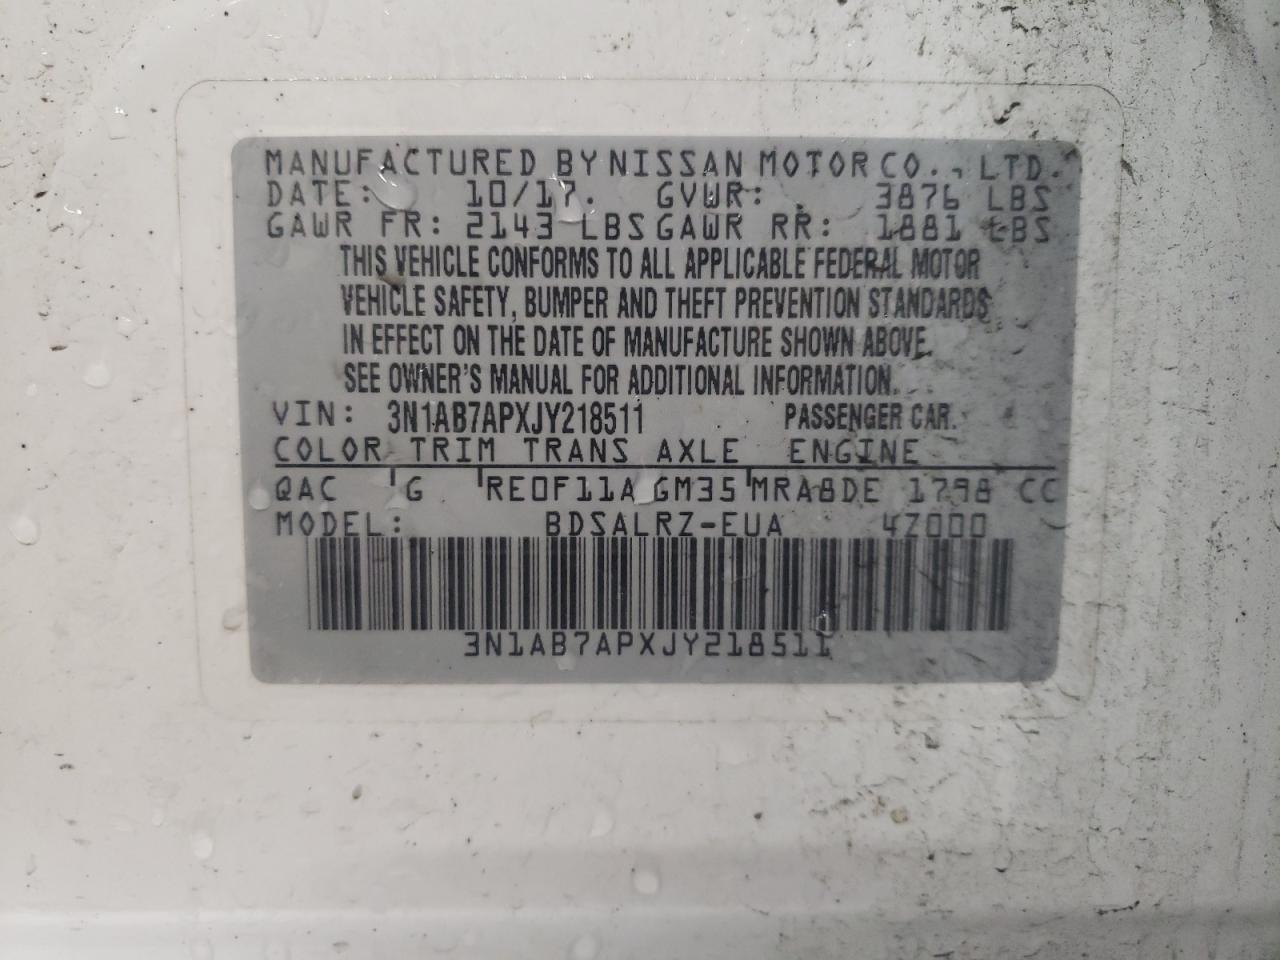 MANUFACTURED BY NISSAN MOTOR CO., LTD.
DATE: 10/17. GVWR: 3876 LBS
GAWR FR: 2143 LBS GAWR RR: 1881 LBS
THIS VEHICLE CONFORMS TO ALL APPLICABLE FEDERAL MOTOR
VEHICLE SAFETY, BUMPER AND THEFT PREVENTION STANDARDS
IN EFFECT ON THE DATE OF MANUFACTURE SHOWN ABOVE.
SEE OWNER'S MANUAL FOR ADDITIONAL INFORMATION.
VIN: 3N1AB7APXJY218511 PASSENGER CAR.
COLOR TRIM TRANS AXLE ENGINE
QAC G RE0F11A GM35 MRA8DE 1798 CC
MODEL: BDSALRZ-EUA 4Z000
3N1AB7APXJY218511